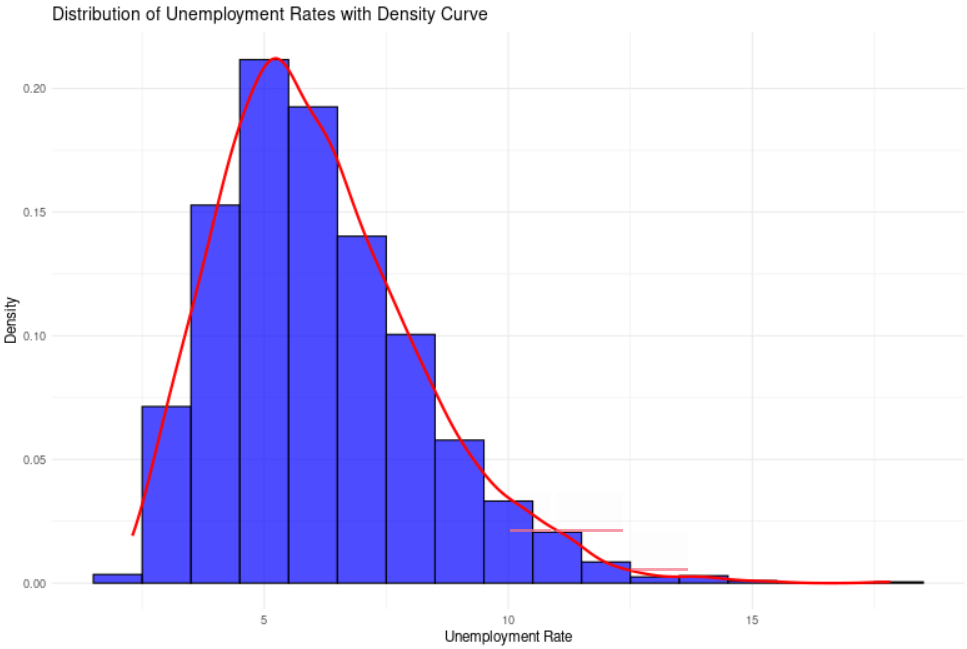 Distribution of Unemployment Rates with Density Curve
0.20
0.15
0.10
0.05
0.00
Density
5 10 15
Unemployment Rate